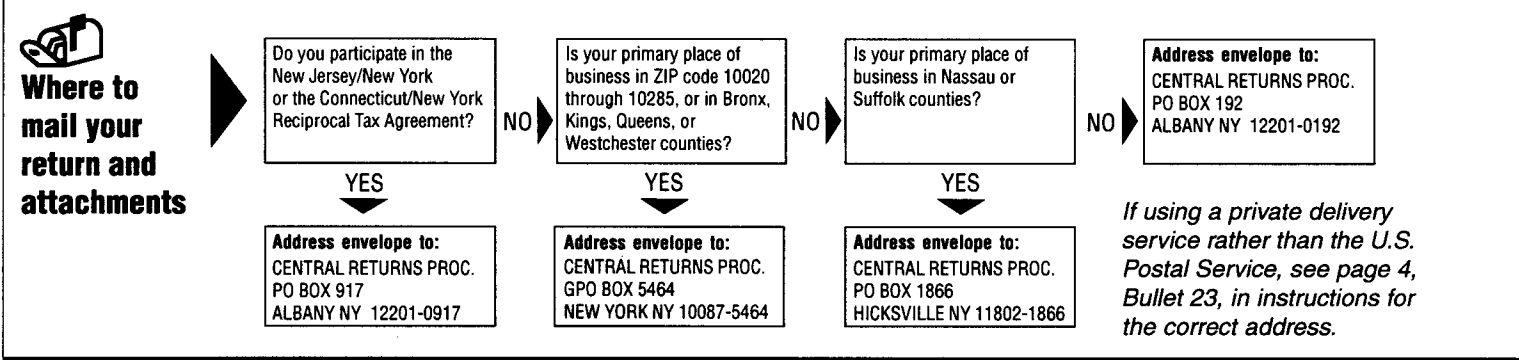 Where to
mail your
return and
attachments
Do you participate in the
New Jersey/New York
or the Connecticut/New York
Reciprocal Tax Agreement?
NO
Is your primary place of
business in ZIP code 10020
through 10285, or in Bronx,
Kings, Queens, or
Westchester counties?
NO
Is your primary place of
business in Nassau or
Suffolk counties?
NO
Address envelope to:
CENTRAL RETURNS PROC.
PO BOX 192
ALBANY NY 12201-0192
YES
YES
YES
Address envelope to:
CENTRAL RETURNS PROC.
PO BOX 917
ALBANY NY 12201-0917
Address envelope to:
CENTRAL RETURNS PROC.
GPO BOX 5464
NEW YORK NY 10087-5464
Address envelope to:
CENTRAL RETURNS PROC.
PO BOX 1866
HICKSVILLE NY 11802-1866
If using a private delivery
service rather than the U.S.
Postal Service, see page 4,
Bullet 23, in instructions for
the correct address.